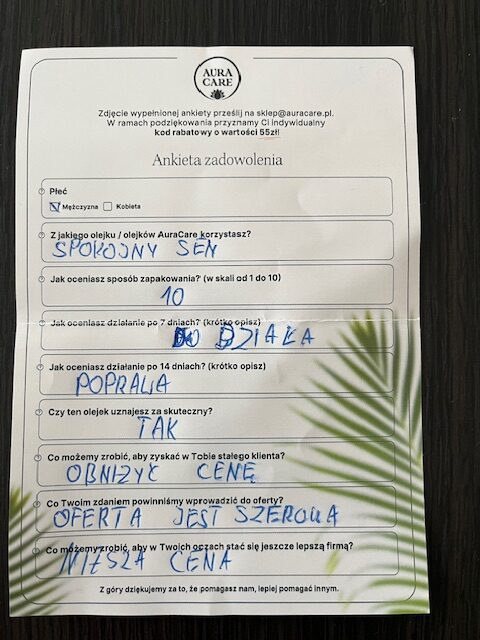 AURA
CARE
Zdjęcie wypełnionej ankiety prześlij na sklep@auracare.pl.
W ramach podziękowania przyznamy Ci indywidualny
kod rabatowy o wartości 55zł!
Ankieta zadowolenia
Płeć
Mężczyzna Kobieta
Z jakiego olejku / olejków AuraCare korzystasz?
SPOKOJNY SEN
Jak oceniasz sposób zapakowania? (w skali od 1 do 10)
10
Jak oceniasz działanie po 7 dniach? (krótko opisz)
DZIAŁA
Jak oceniasz działanie po 14 dniach? (krótko opisz)
POPRAWA
Czy ten olejek uznajesz za skuteczny?
TAK
Co możemy zrobić, aby zyskać w Tobie stałego klienta?
OBNIŻYĆ CENĘ
Co Twoim zdaniem powinniśmy wprowadzić do oferty?
OFERTA JEST SZEROKA
Co możemy zrobić, aby w Twoich oczach stać się jeszcze lepszą firmą?
NIŻSZA CENA
Z góry dziękujemy za to, że pomagasz nam, lepiej pomagać innym.